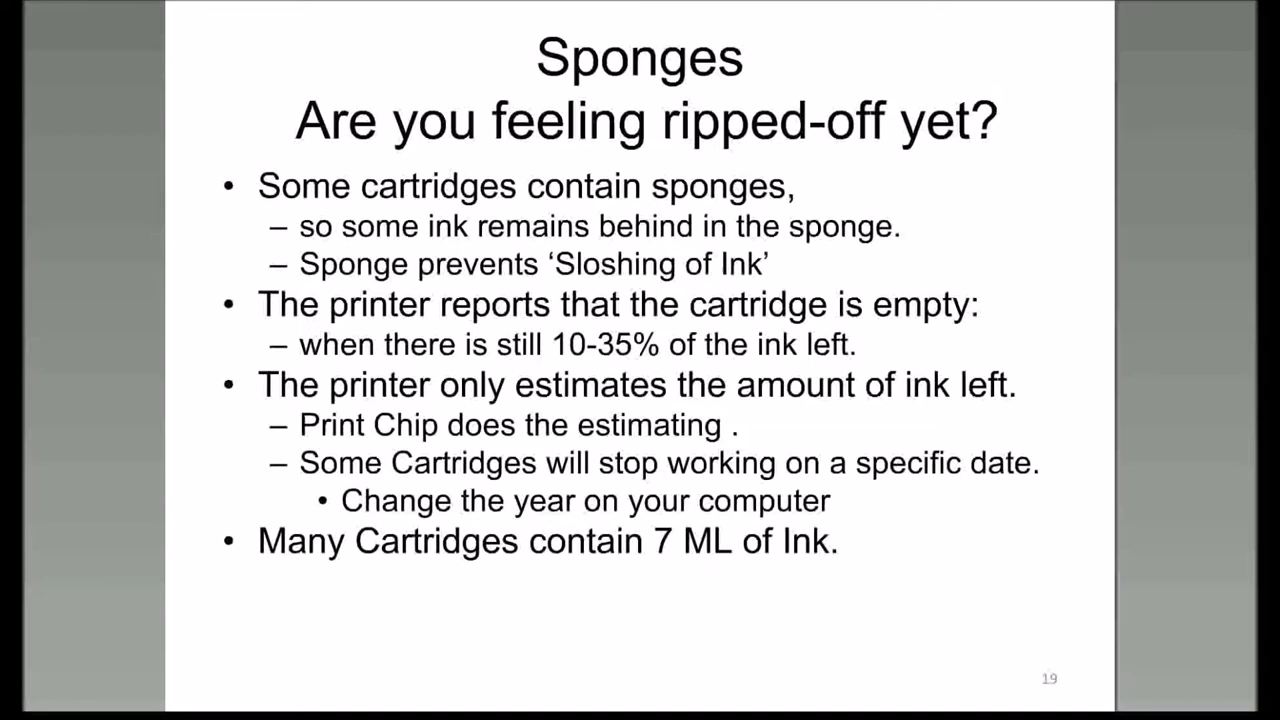 Sponges
Are you feeling ripped-off yet?
• Some cartridges contain sponges,
– so some ink remains behind in the sponge.
– Sponge prevents ‘Sloshing of Ink’
• The printer reports that the cartridge is empty:
– when there is still 10-35% of the ink left.
• The printer only estimates the amount of ink left.
– Print Chip does the estimating .
– Some Cartridges will stop working on a specific date.
• Change the year on your computer
• Many Cartridges contain 7 ML of Ink.
19